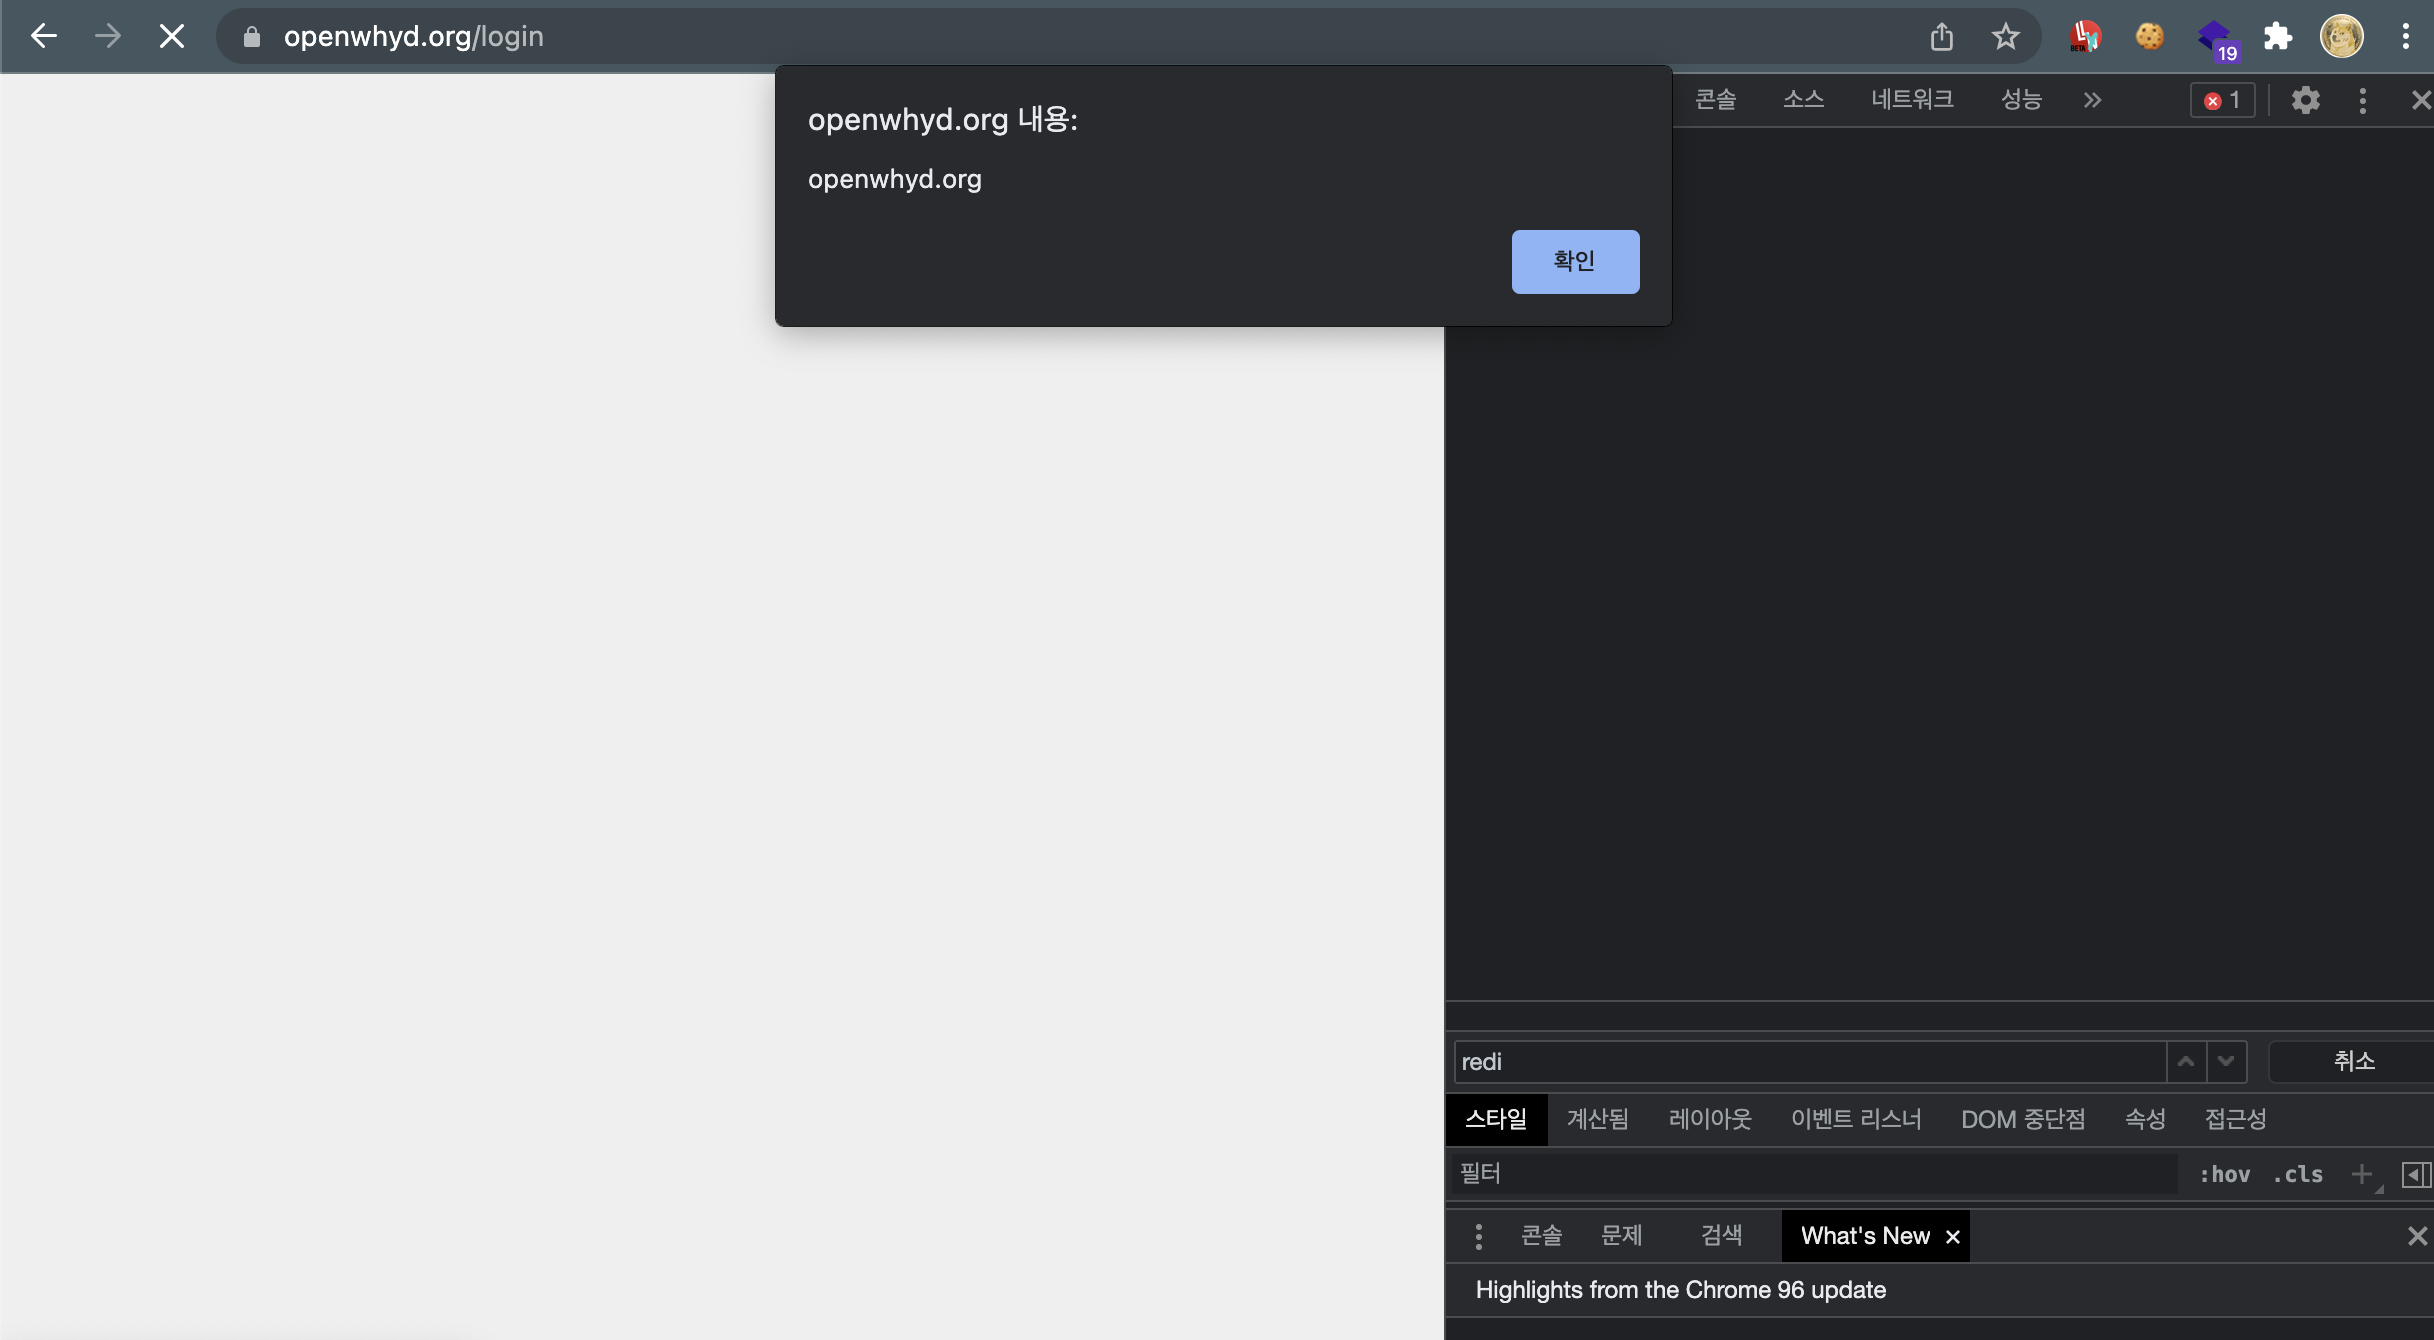 openwhyd.org/login
BETA
19
openwhyd.org 내용:
openwhyd.org
확인
콘솔 소스 네트워크 성능 1
redi 취소
스타일 계산됨 레이아웃 이벤트 리스너 DOM 중단점 속성 접근성
필터 :hov .cls
콘솔 문제 검색 What's New
Highlights from the Chrome 96 update